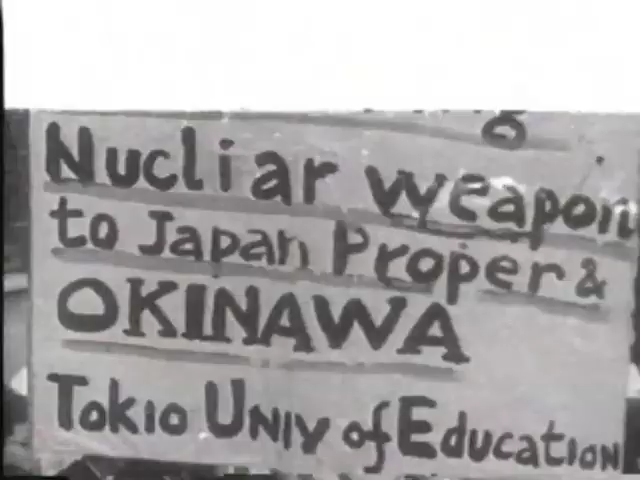 Nucliar weapon
to Japan Proper &
OKINAWA
Tokio Univ of Education